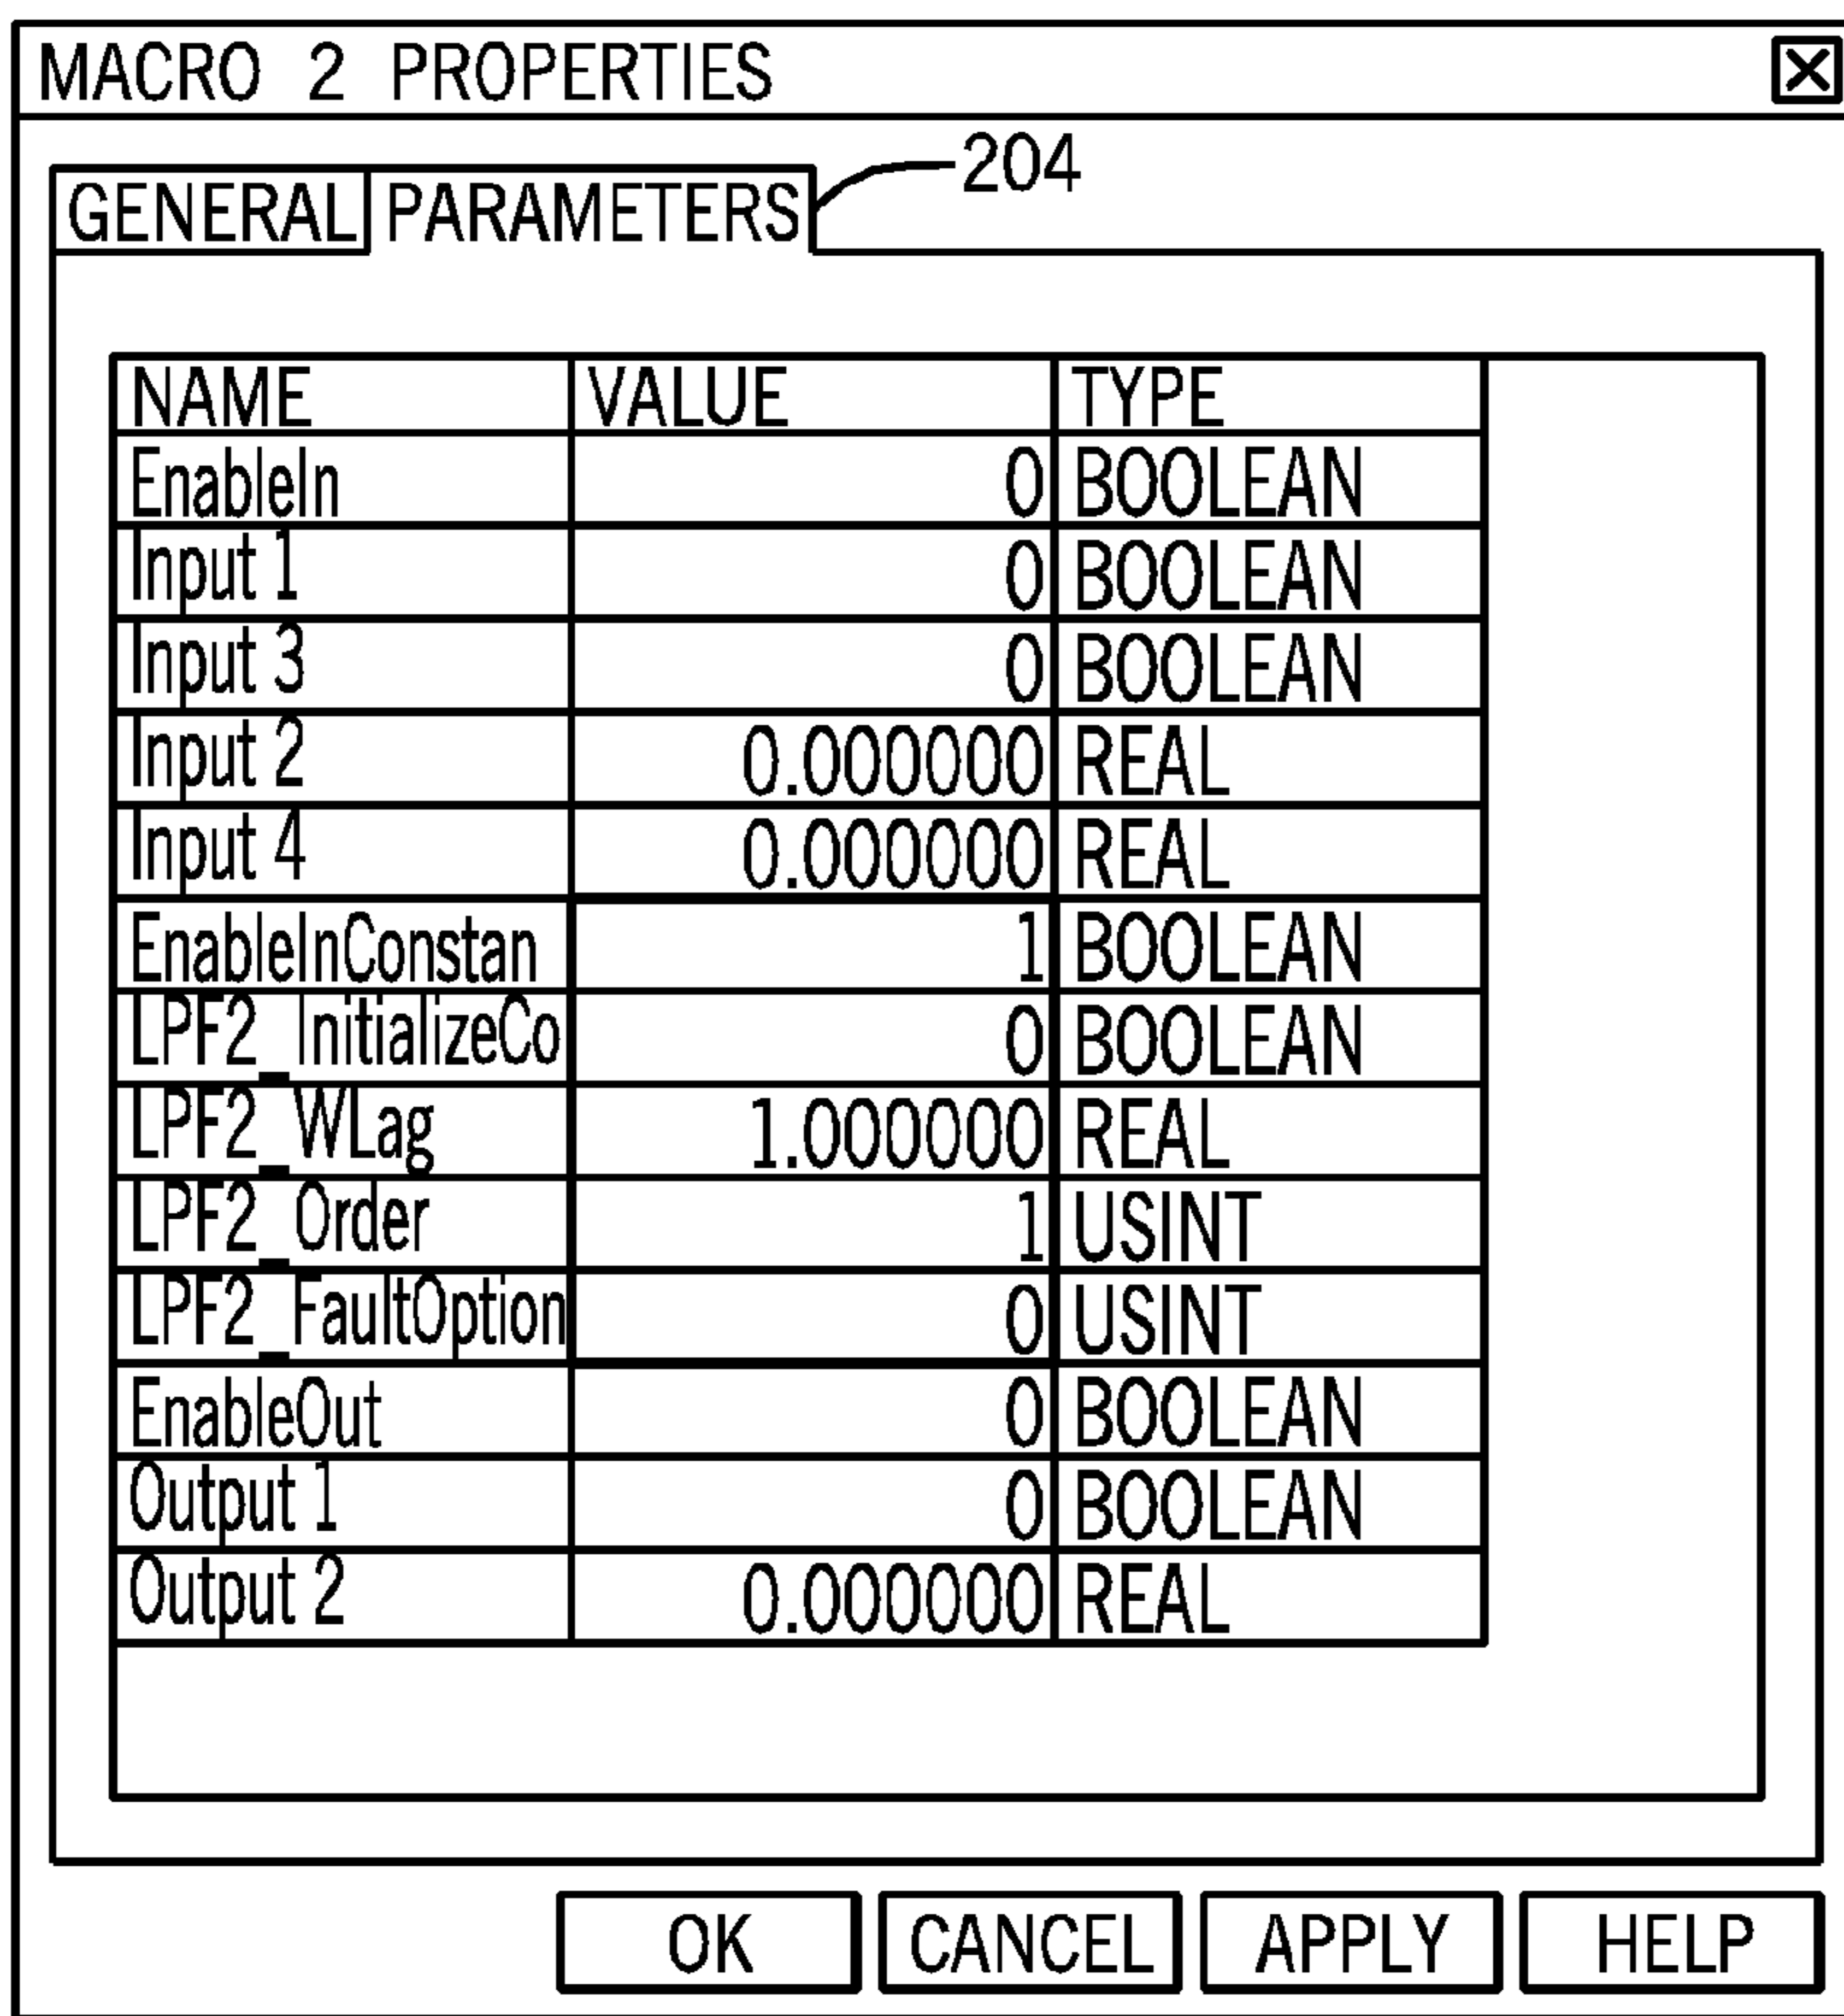 MACRO 2 PROPERTIES
204
GENERAL PARAMETERS
NAME VALUE TYPE
EnableIn 0 BOOLEAN
Input 1 0 BOOLEAN
Input 3 0 BOOLEAN
Input 2 0.000000 REAL
Input 4 0.000000 REAL
EnableInConstan 1 BOOLEAN
LPF2_InitializeCo 0 BOOLEAN
LPF2_WLag 1.000000 REAL
LPF2_Order 1 USINT
LPF2_FaultOption 0 USINT
EnableOut 0 BOOLEAN
Output 1 0 BOOLEAN
Output 2 0.000000 REAL
OK CANCEL APPLY HELP